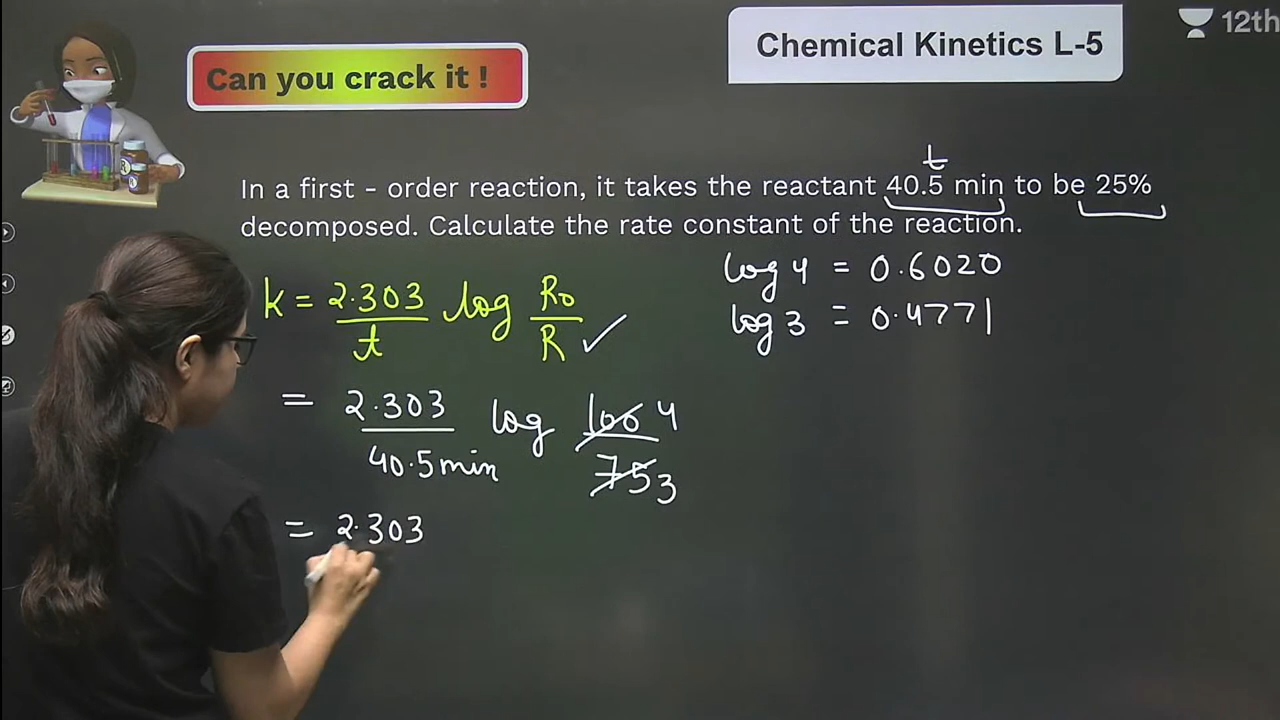 12th
Chemical Kinetics L-5
Can you crack it !
t
In a first - order reaction, it takes the reactant 40.5 min to be 25%
decomposed. Calculate the rate constant of the reaction.
log 4 = 0.6020
log 3 = 0.4771
k = 2.303/t log R0/R ✓
= 2.303/40.5min log 100/75 4/3
= 2.303